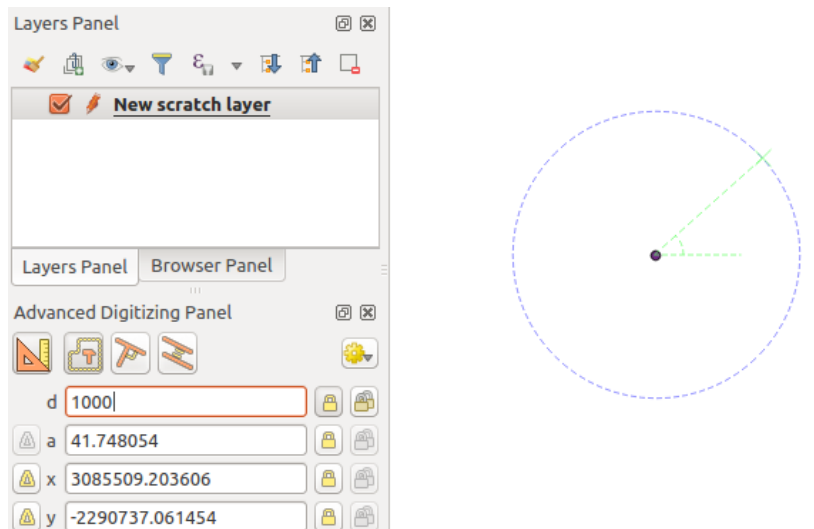 Layers Panel
New scratch layer
Layers Panel Browser Panel
Advanced Digitizing Panel
d 1000
a 41.748054
x 3085509.203606
y -2290737.061454